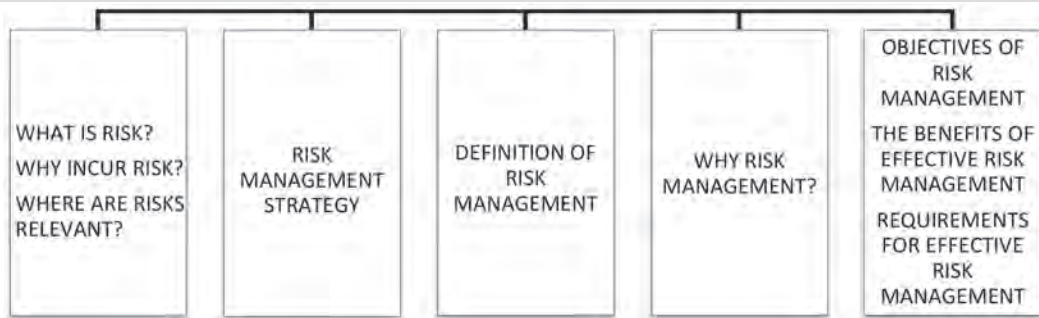 WHAT IS RISK?
WHY INCUR RISK?
WHERE ARE RISKS
RELEVANT?
RISK
MANAGEMENT
STRATEGY
DEFINITION OF
RISK
MANAGEMENT
WHY RISK
MANAGEMENT?
OBJECTIVES OF
RISK
MANAGEMENT
THE BENEFITS OF
EFFECTIVE RISK
MANAGEMENT
REQUIREMENTS
FOR EFFECTIVE
RISK
MANAGEMENT